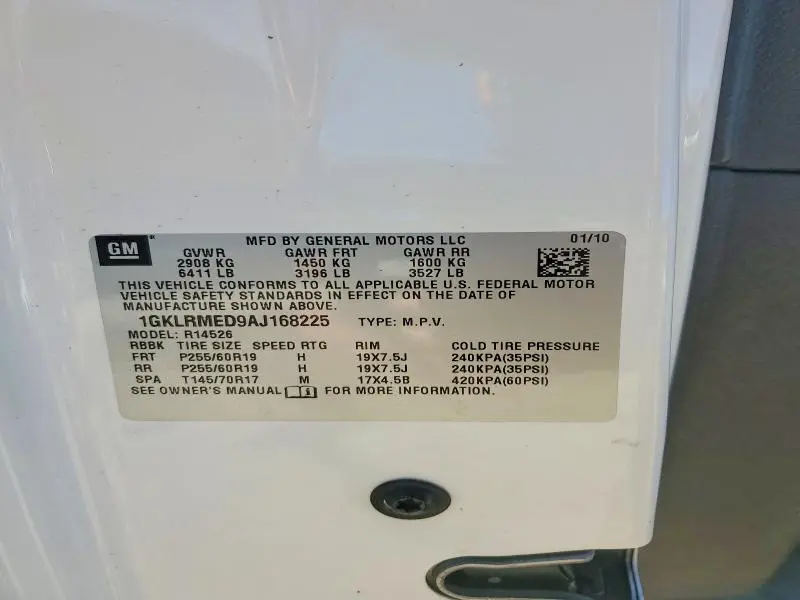 GM
MFD BY GENERAL MOTORS LLC 01/10
GVWR GAWR FRT GAWR RR
2908 KG 1450 KG 1600 KG
6411 LB 3196 LB 3527 LB
THIS VEHICLE CONFORMS TO ALL APPLICABLE U.S. FEDERAL MOTOR
VEHICLE SAFETY STANDARDS IN EFFECT ON THE DATE OF
MANUFACTURE SHOWN ABOVE.
1GKLRMED9AJ168225 TYPE: M.P.V.
MODEL: R14526
RBBK TIRE SIZE SPEED RTG RIM COLD TIRE PRESSURE
FRT P255/60R19 H 19X7.5J 240KPA(35PSI)
RR P255/60R19 H 19X7.5J 240KPA(35PSI)
SPA T145/70R17 M 17X4.5B 420KPA(60PSI)
SEE OWNER'S MANUAL FOR MORE INFORMATION.